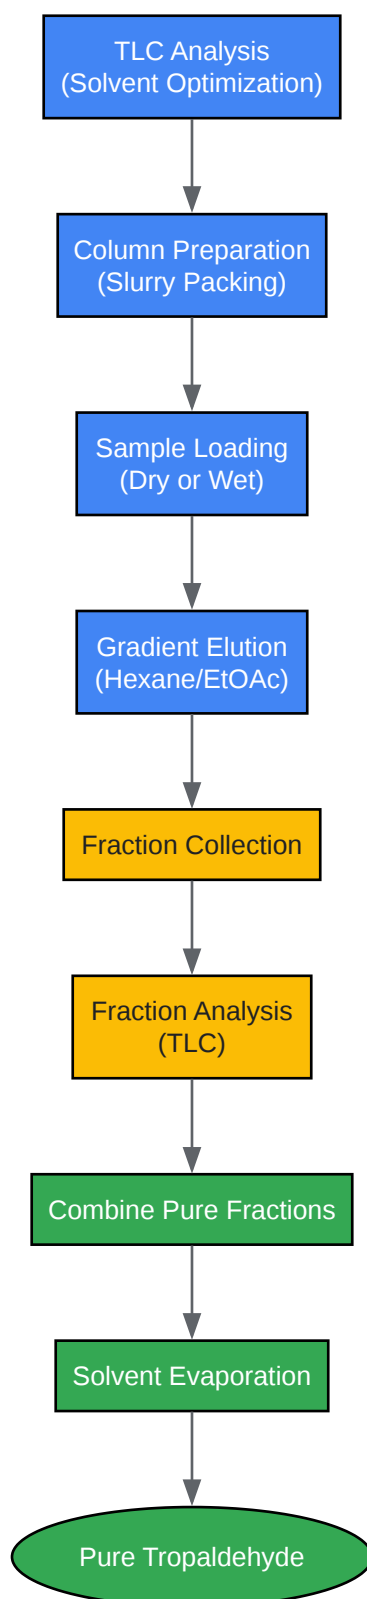 TLC Analysis
(Solvent Optimization)
Column Preparation
(Slurry Packing)
Sample Loading
(Dry or Wet)
Gradient Elution
(Hexane/EtOAc)
Fraction Collection
Fraction Analysis
(TLC)
Combine Pure Fractions
Solvent Evaporation
Pure Tropaldehyde